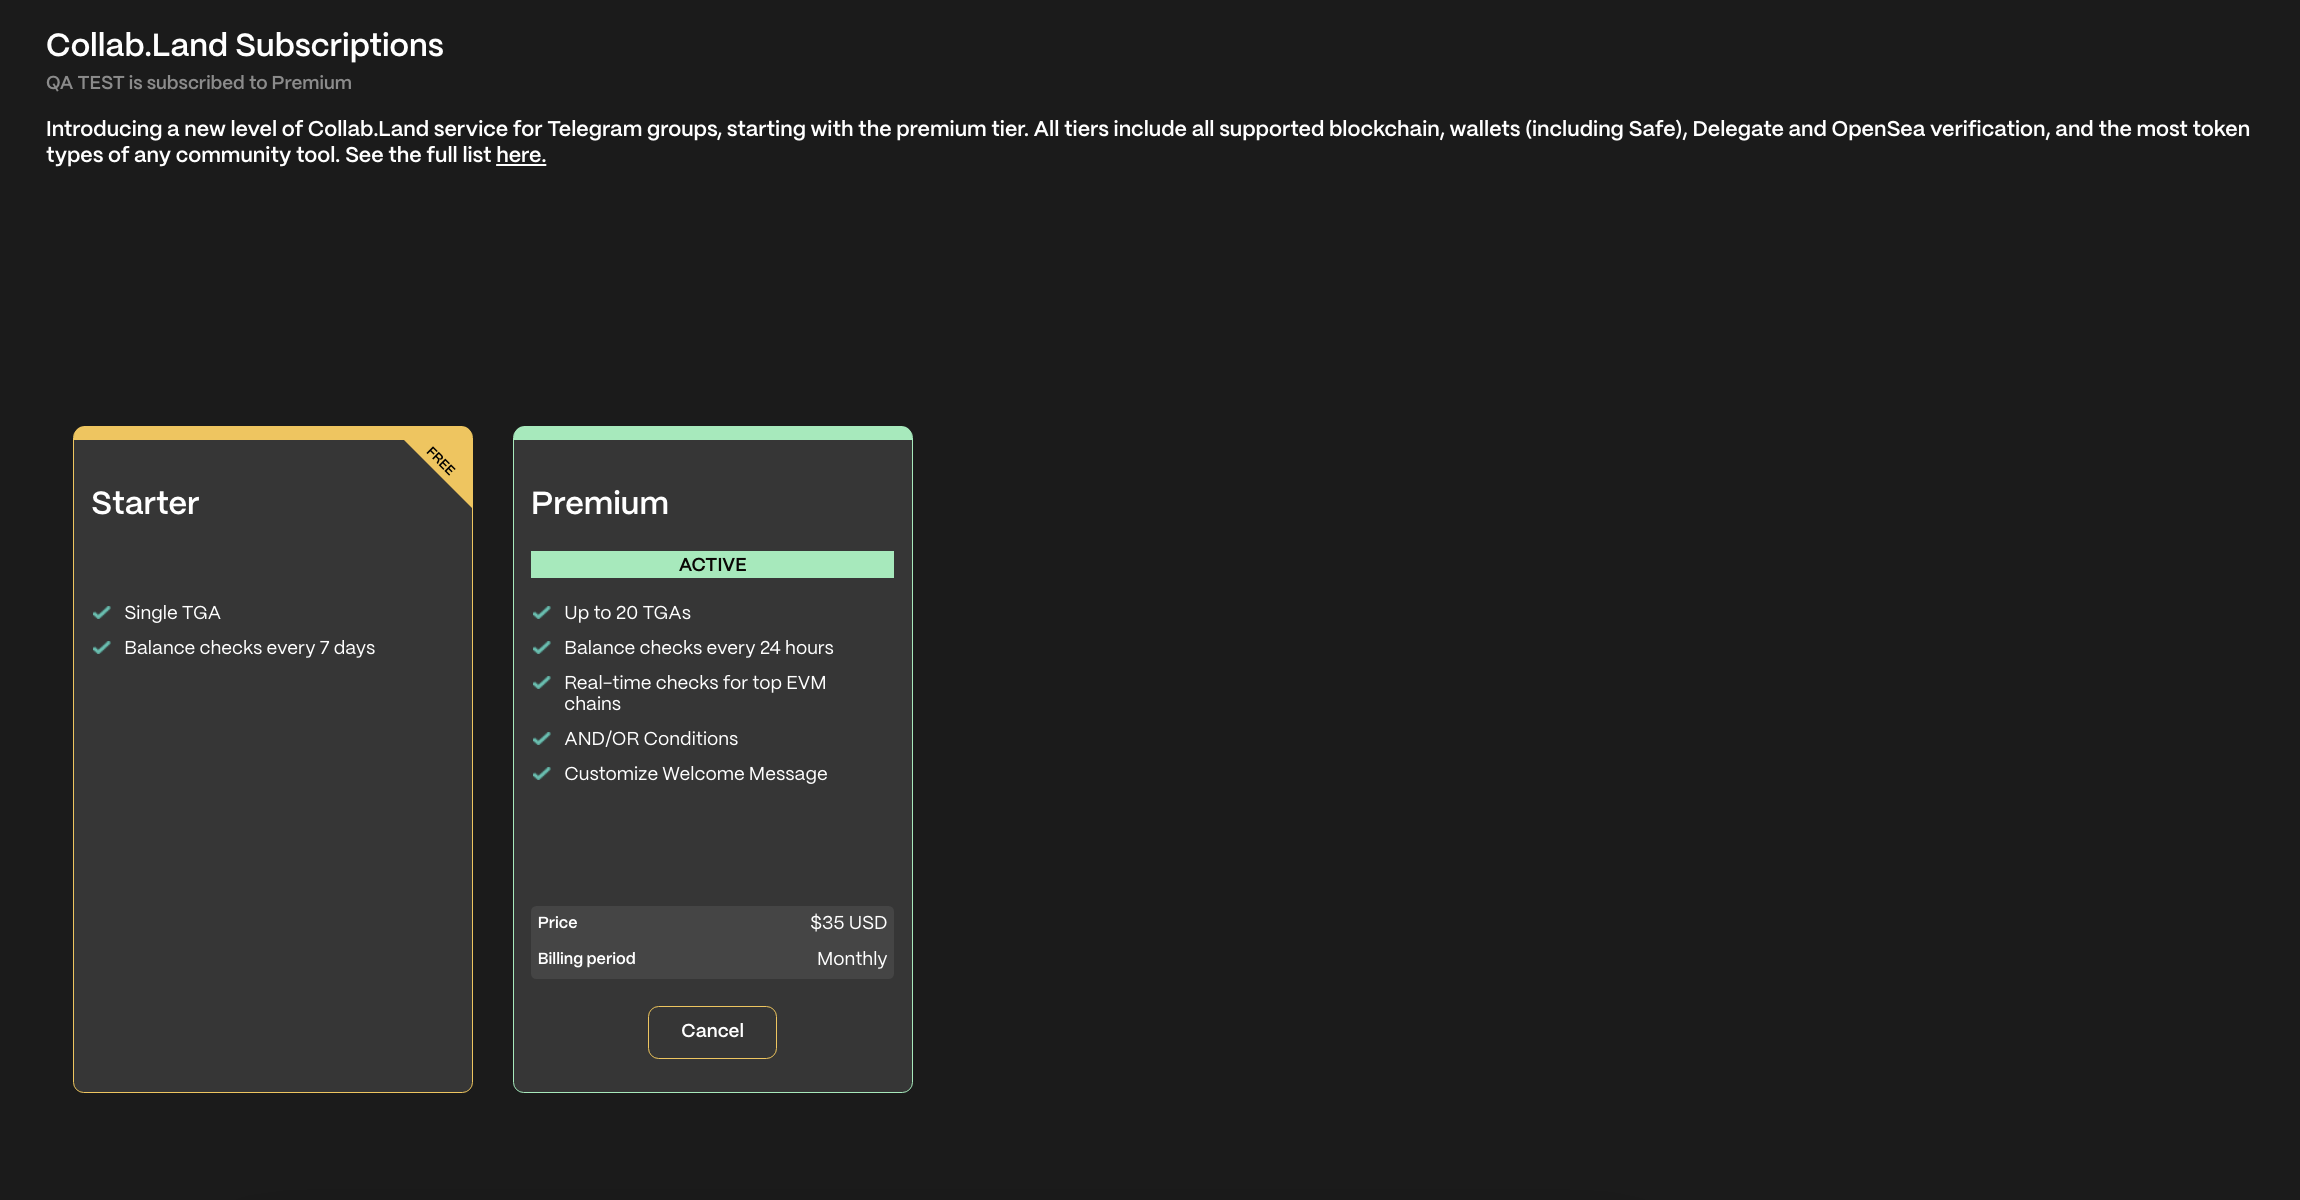 Collab.Land Subscriptions
QA TEST is subscribed to Premium
Introducing a new level of Collab.Land service for Telegram groups, starting with the premium tier. All tiers include all supported blockchain, wallets (including Safe), Delegate and OpenSea verification, and the most token
types of any community tool. See the full list here.
FREE
Starter
Single TGA
Balance checks every 7 days
Premium
ACTIVE
Up to 20 TGAs
Balance checks every 24 hours
Real-time checks for top EVM
chains
AND/OR Conditions
Customize Welcome Message
Price $35 USD
Billing period Monthly
Cancel